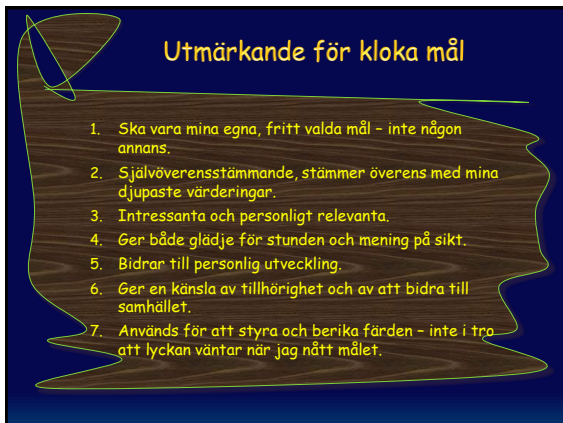 Utmärkande för kloka mål
1. Ska vara mina egna, fritt valda mål – inte någon
annans.
2. Självöverensstämmande, stämmer överens med mina
djupaste värderingar.
3. Intressanta och personligt relevanta.
4. Ger både glädje för stunden och mening på sikt.
5. Bidrar till personlig utveckling.
6. Ger en känsla av tillhörighet och av att bidra till
samhället.
7. Används för att styra och berika färden – inte i tro
att lyckan väntar när jag nått målet.